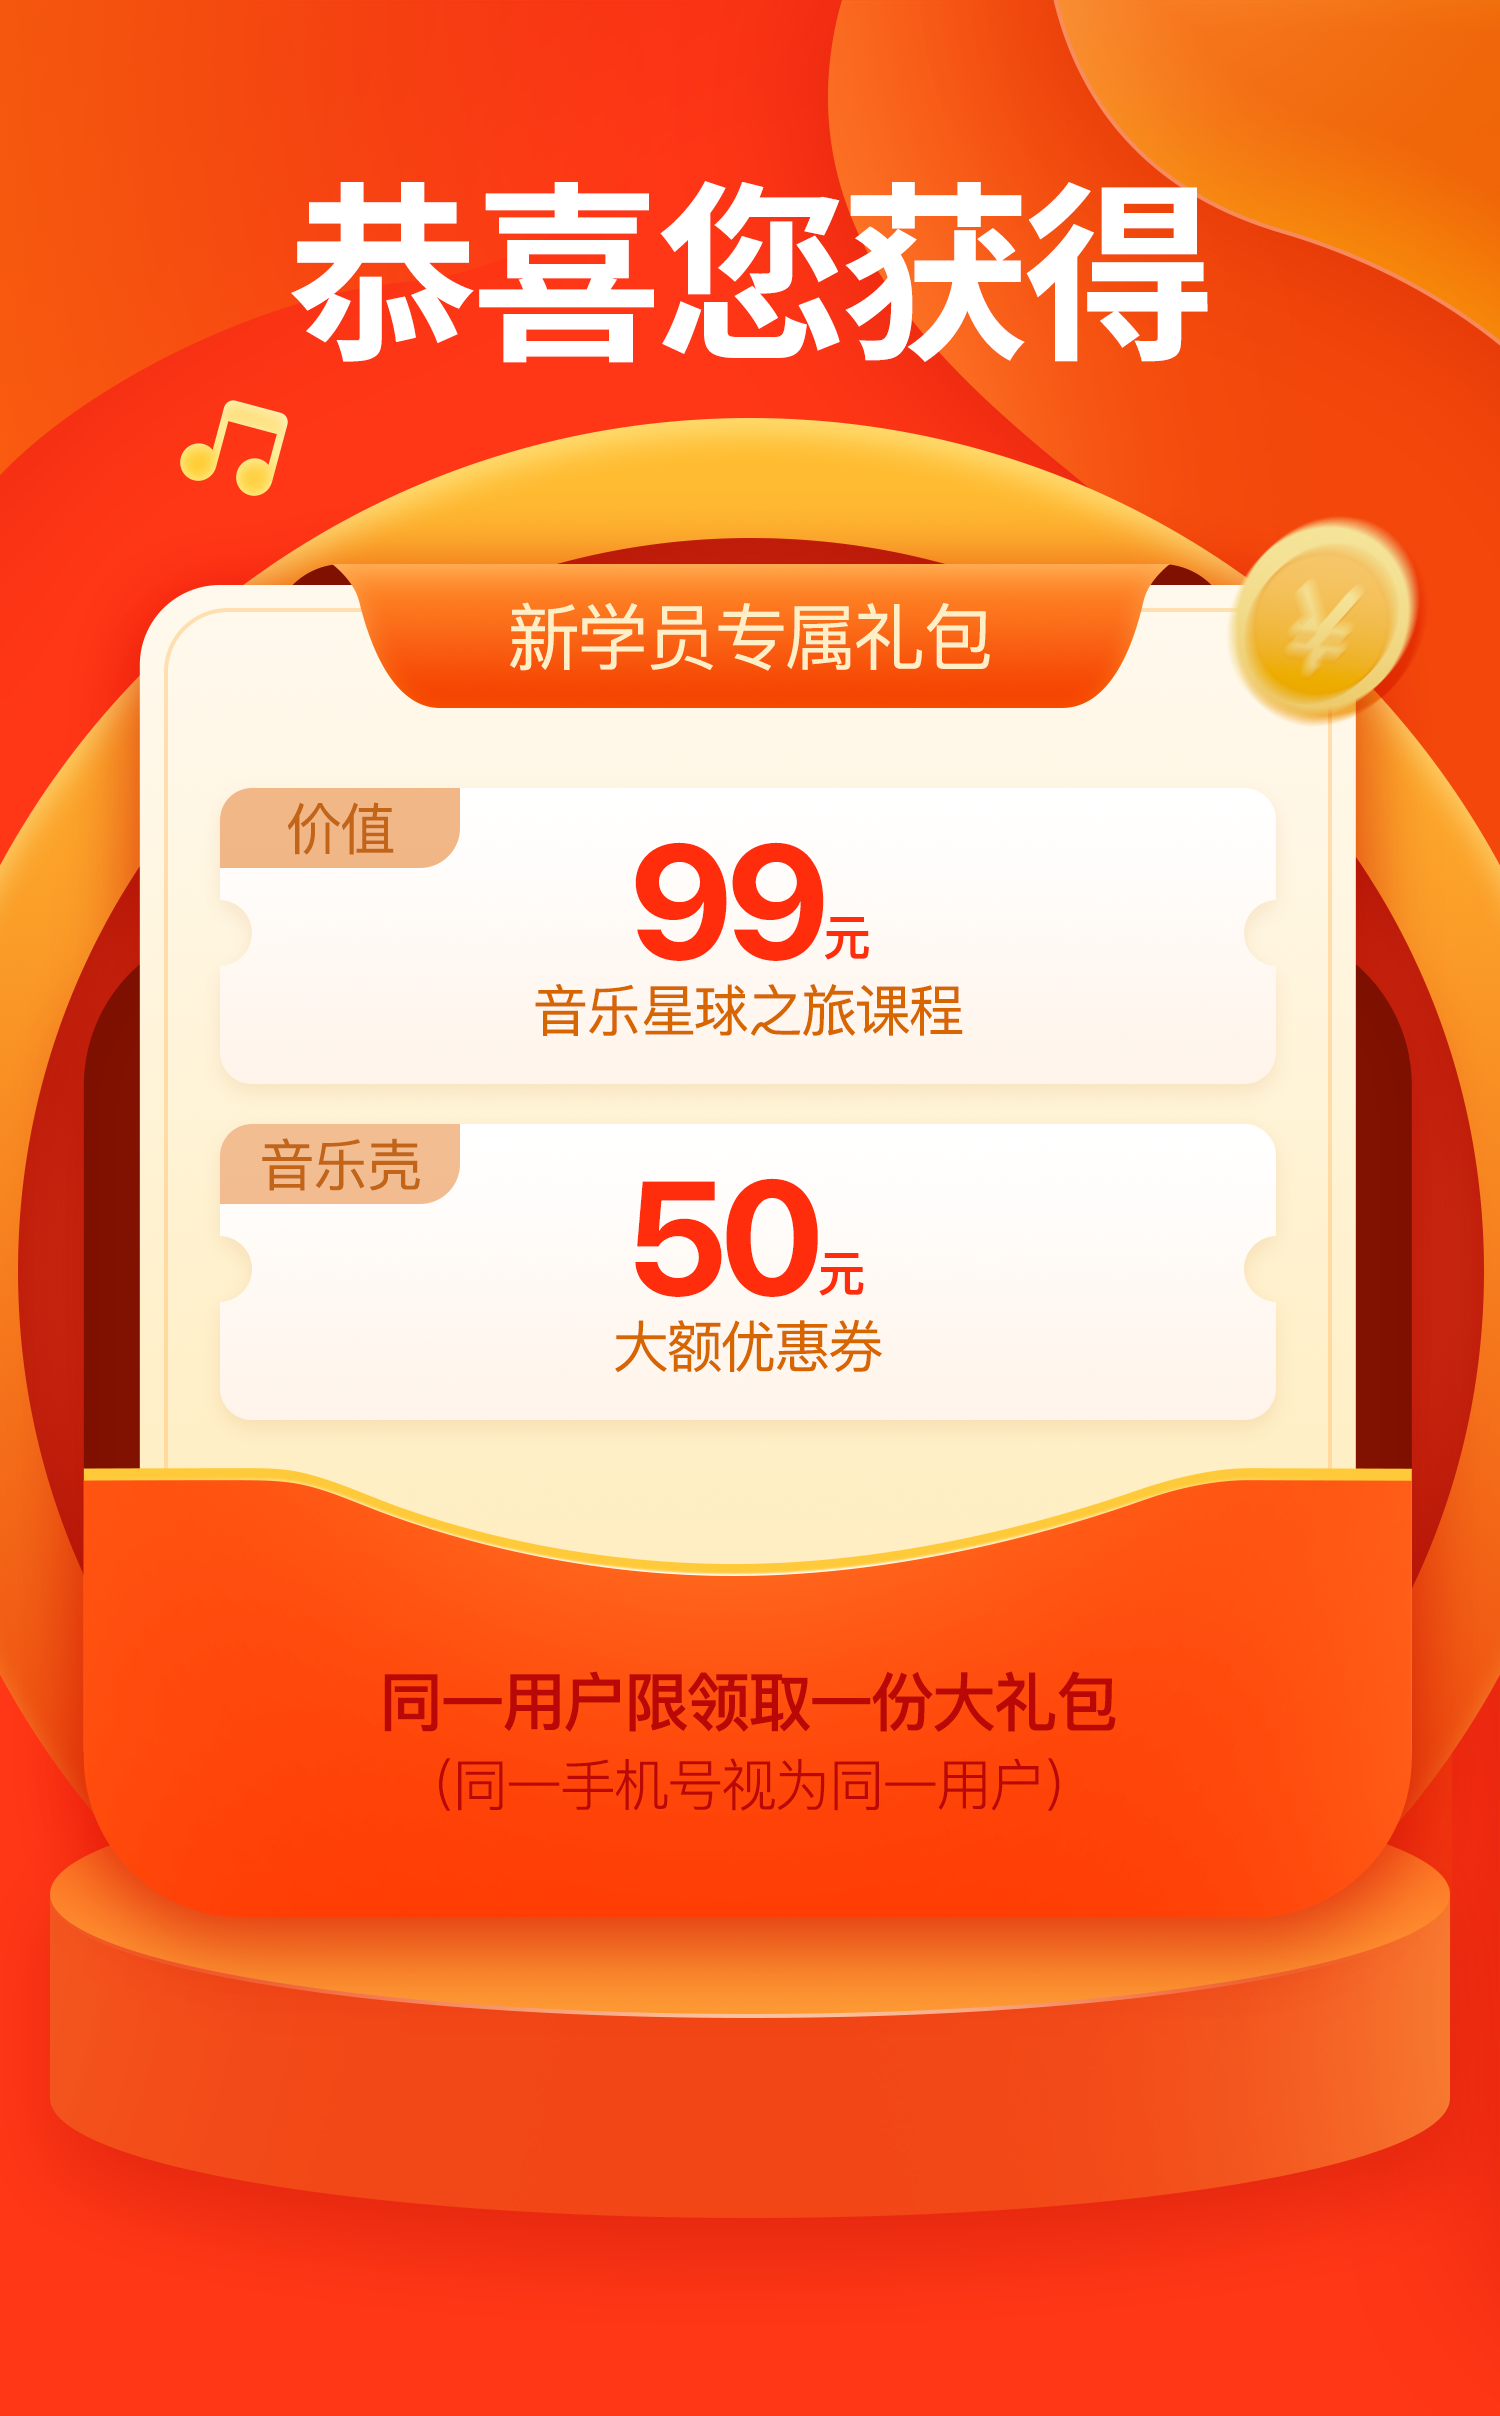 恭喜您获得
新学员专属礼包
¥
价值
99元
音乐星球之旅课程
音乐壳
50元
大额优惠券
同一用户限领取一份大礼包
(同一手机号视为同一用户)